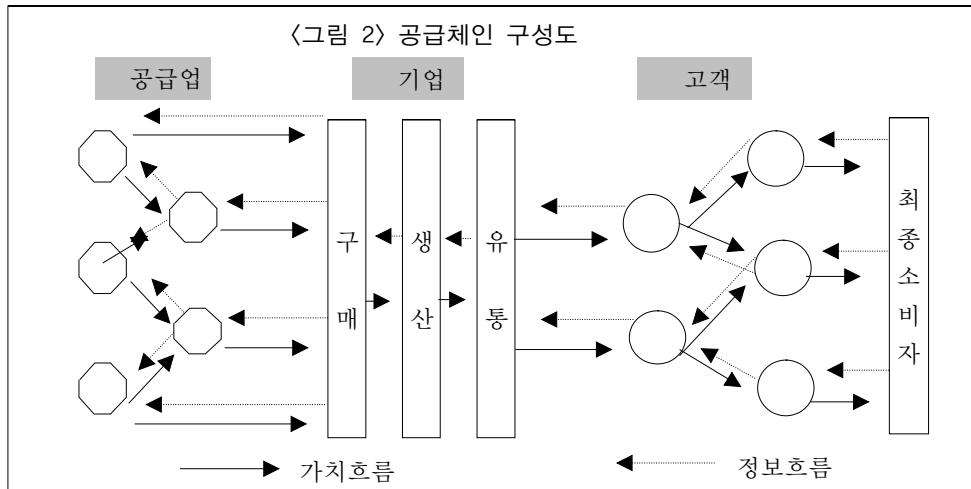 〈그림 2〉 공급체인 구성도
공급업
기업
고객
구매
생산
유통
최종소비자
가치흐름
정보흐름